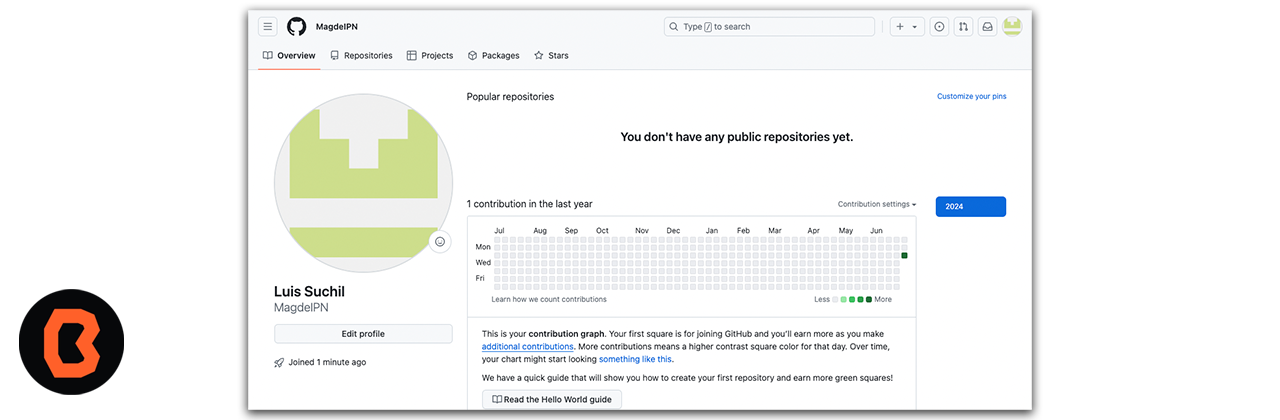 MagdeIPN
Type / to search
Overview
Repositories
Projects
Packages
Stars
Popular repositories
Customize your pins
You don't have any public repositories yet.
1 contribution in the last year
Contribution settings
2024
Jul Aug Sep Oct Nov Dec Jan Feb Mar Apr May Jun
Mon
Wed
Fri
Learn how we count contributions
Less More
This is your contribution graph. Your first square is for joining GitHub and you'll earn more as you make
additional contributions. More contributions means a higher contrast square color for that day. Over time,
your chart might start looking something like this.
We have a quick guide that will show you how to create your first repository and earn more green squares!
Read the Hello World guide
Luis Suchil
MagdeIPN
Edit profile
Joined 1 minute ago
B